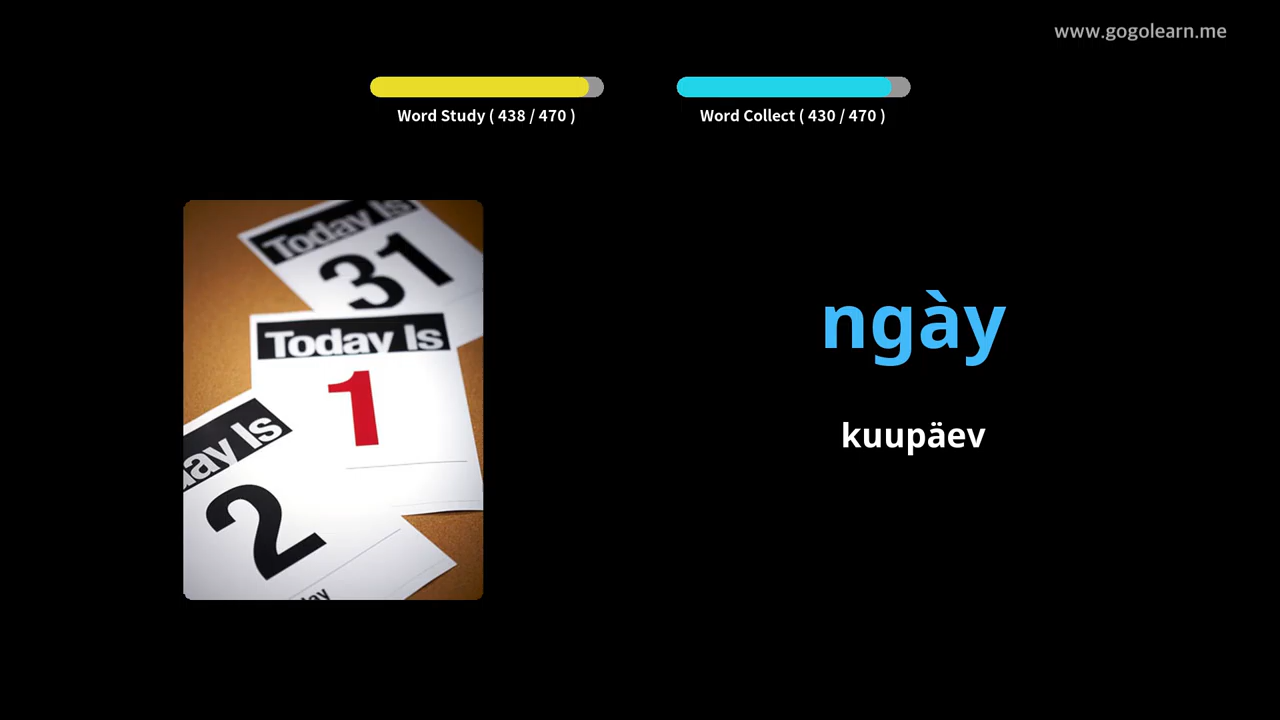 www.gogolearn.me
Word Study ( 438 / 470 )
Word Collect ( 430 / 470 )
Today Is
31
Today Is
1
ay Is
2
ngày
kuupäev